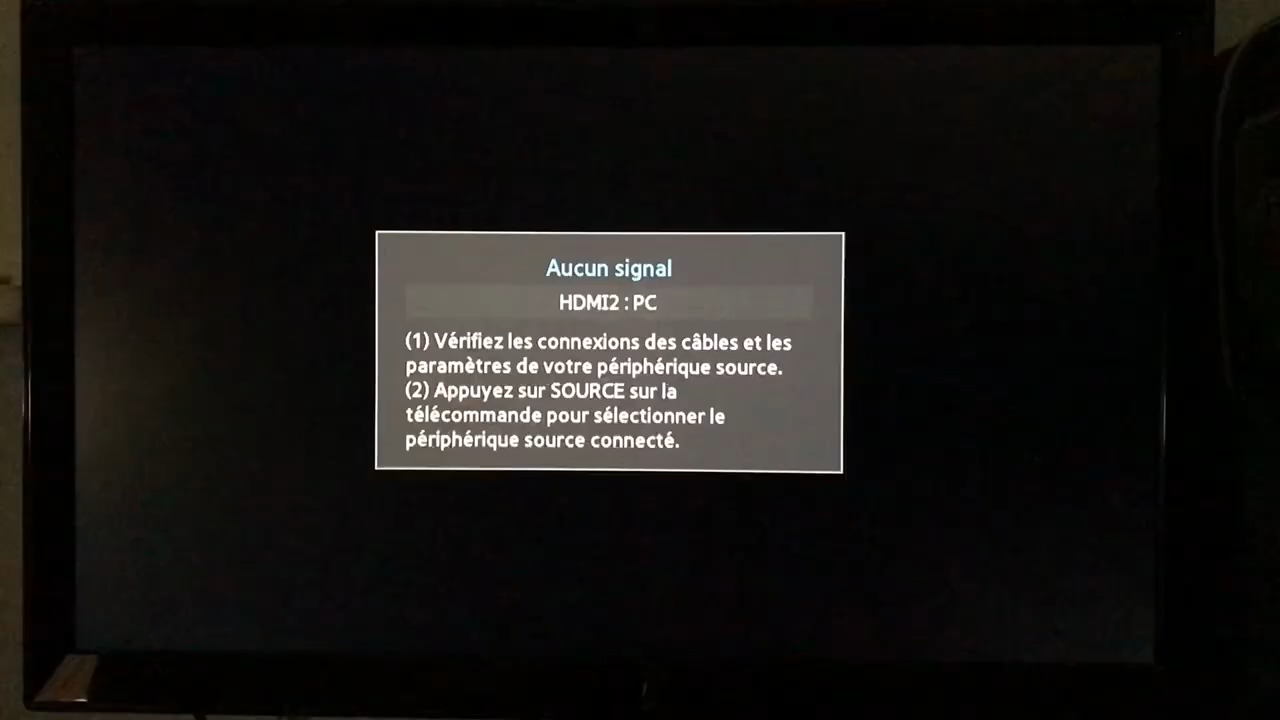 Aucun signal
HDMI2 : PC
(1) Vérifiez les connexions des câbles et les
paramètres de votre périphérique source.
(2) Appuyez sur SOURCE sur la
télécommande pour sélectionner le
périphérique source connecté.